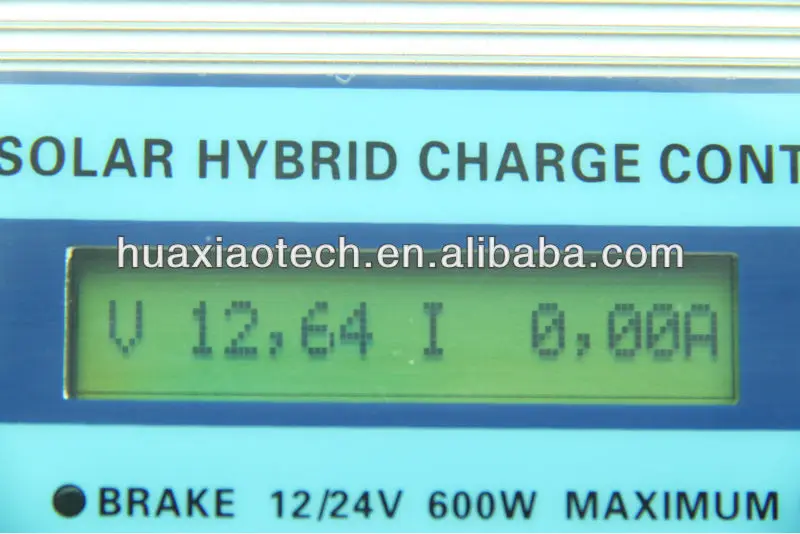 SOLAR HYBRID CHARGE CONT
huaxiaotech.en.alibaba.com
V 12,64 I 0,00A
BRAKE 12/24V 600W MAXIMUM